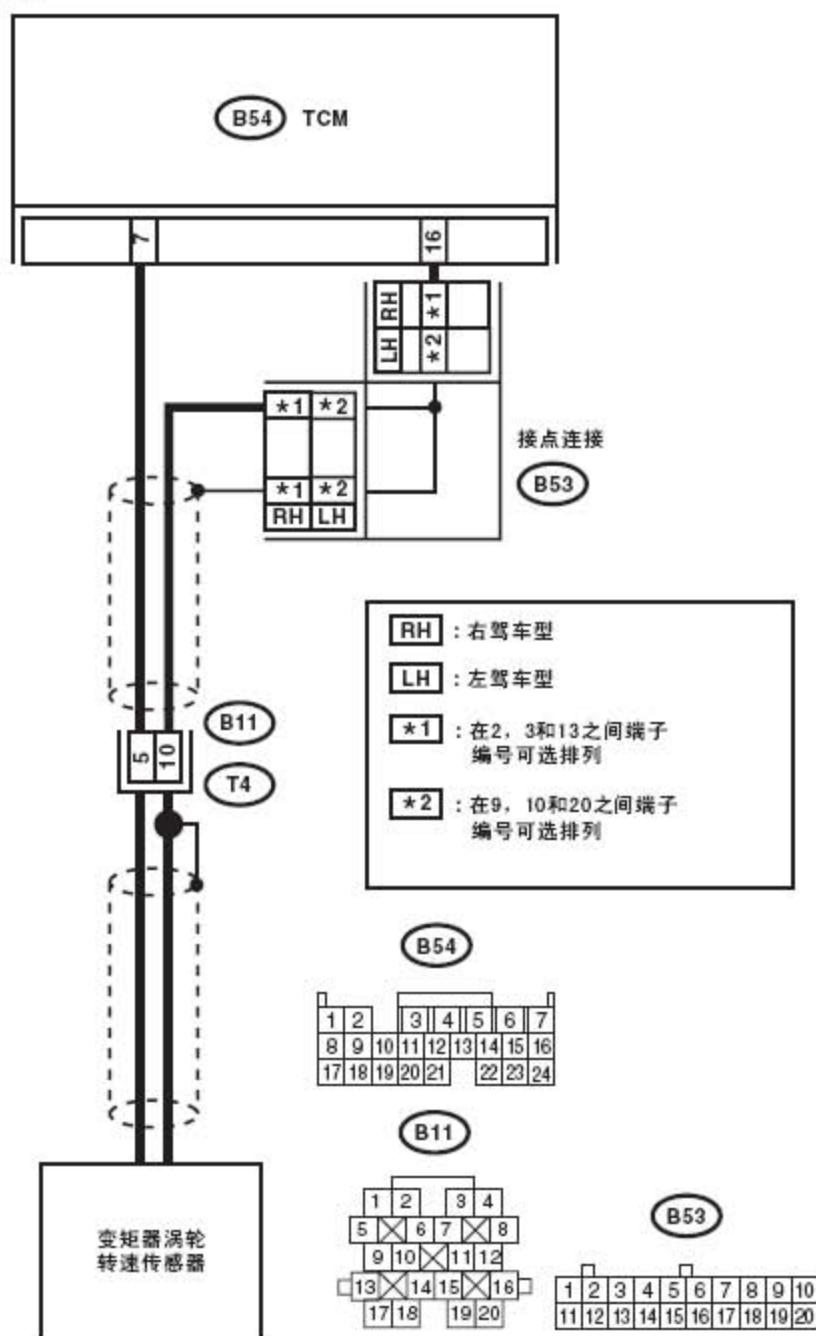 B54 TCM
7 16
RH *1
LH *2
*1 *2
接点连接
*1 *2
B53
RH LH
RH :右驾车型
LH :左驾车型
B11
*1 :在2，3和13之间端子
编号可选排列
5 10
T4
*2 :在9，10和20之间端子
编号可选排列
B54
1 2 3 4 5 6 7
8 9 10 11 12 13 14 15 16
17 18 19 20 21 22 23 24
B11
1 2 3 4
5 6 7 8
9 10 11 12
13 14 15 16
17 18 19 20
B53
1 2 3 4 5 6 7 8 9 10
11 12 13 14 15 16 17 18 19 20
变矩器涡轮
转速传感器